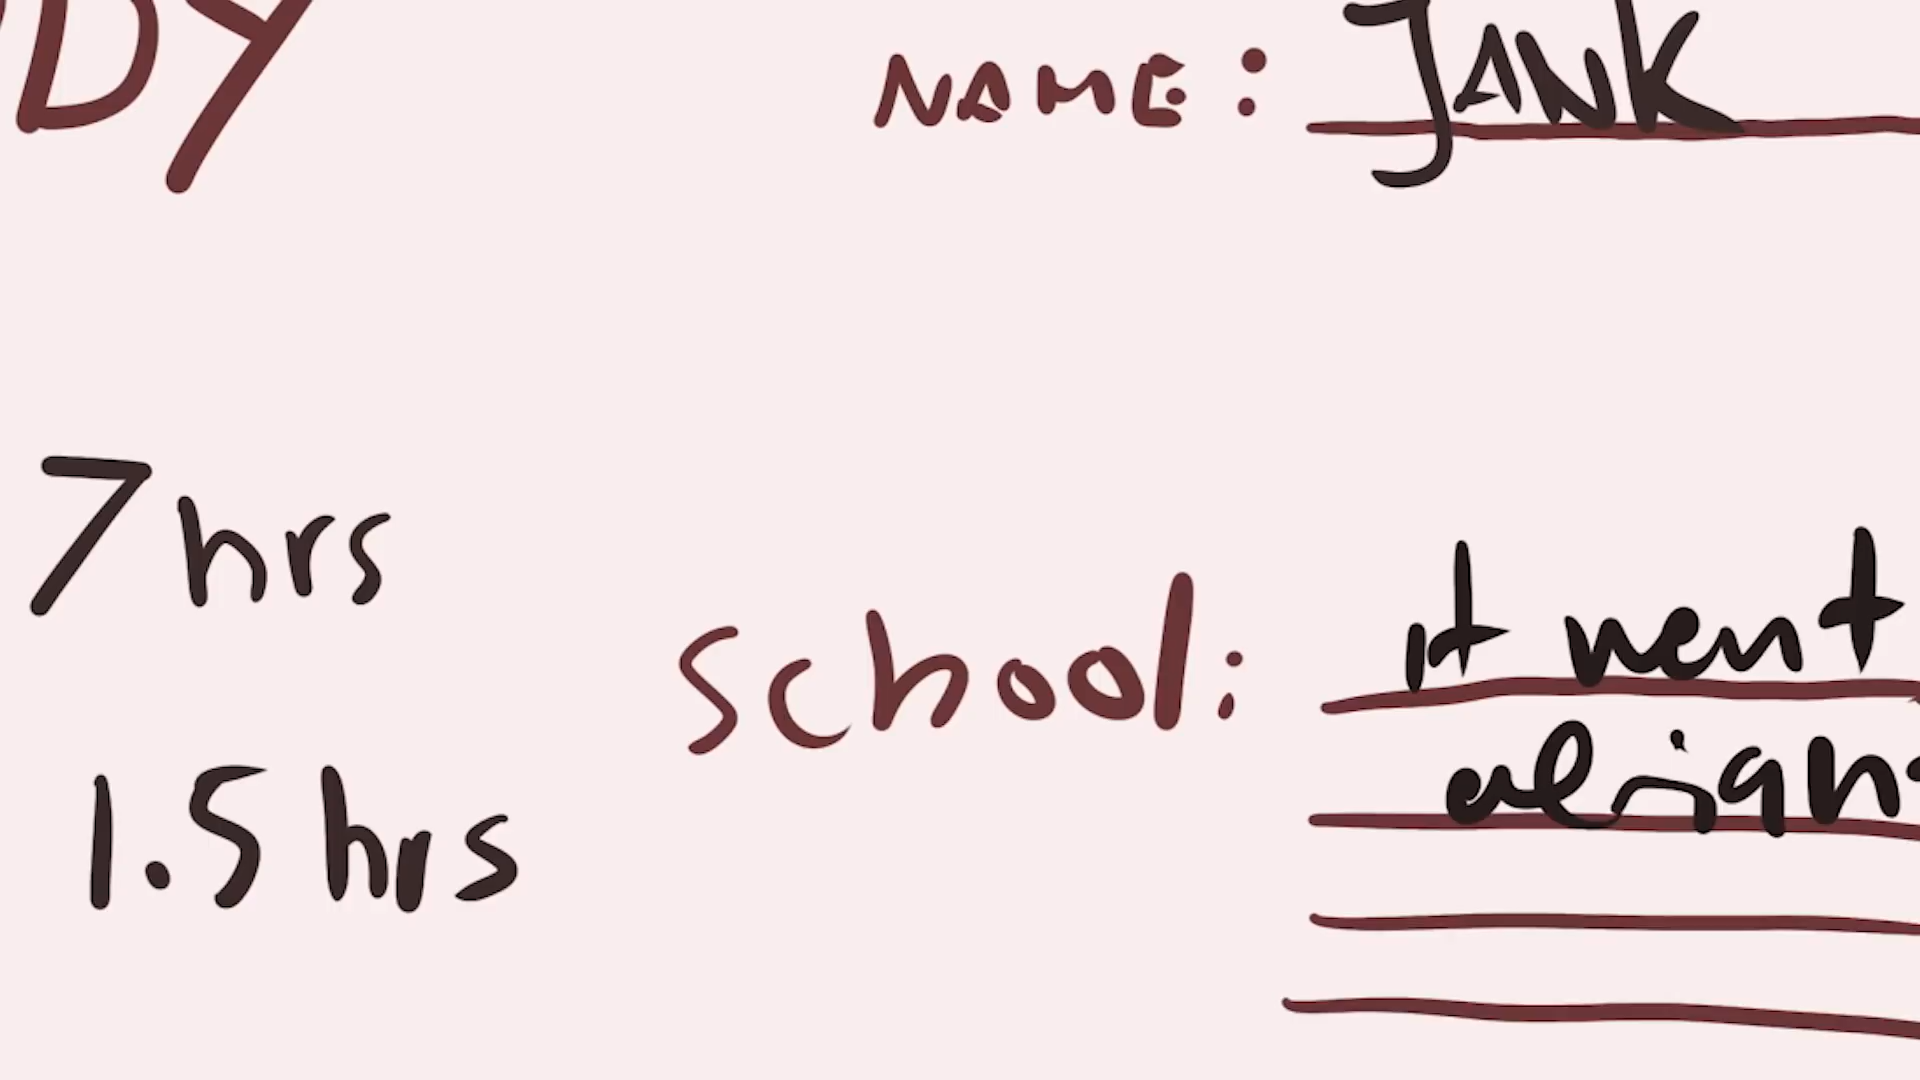 DY
NAME: JANK
7 hrs
school: it went
1.5 hrs